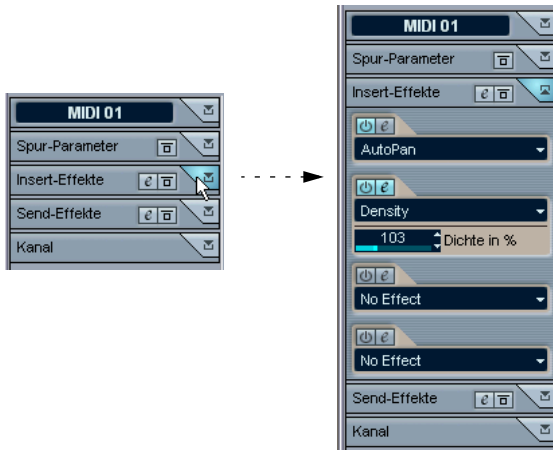 MIDI 01
Spur-Parameter
Insert-Effekte e
Send-Effekte e
Kanal
MIDI 01
Spur-Parameter
Insert-Effekte e
e
AutoPan
e
Density
103 Dichte in %
e
No Effect
e
No Effect
Send-Effekte e
Kanal